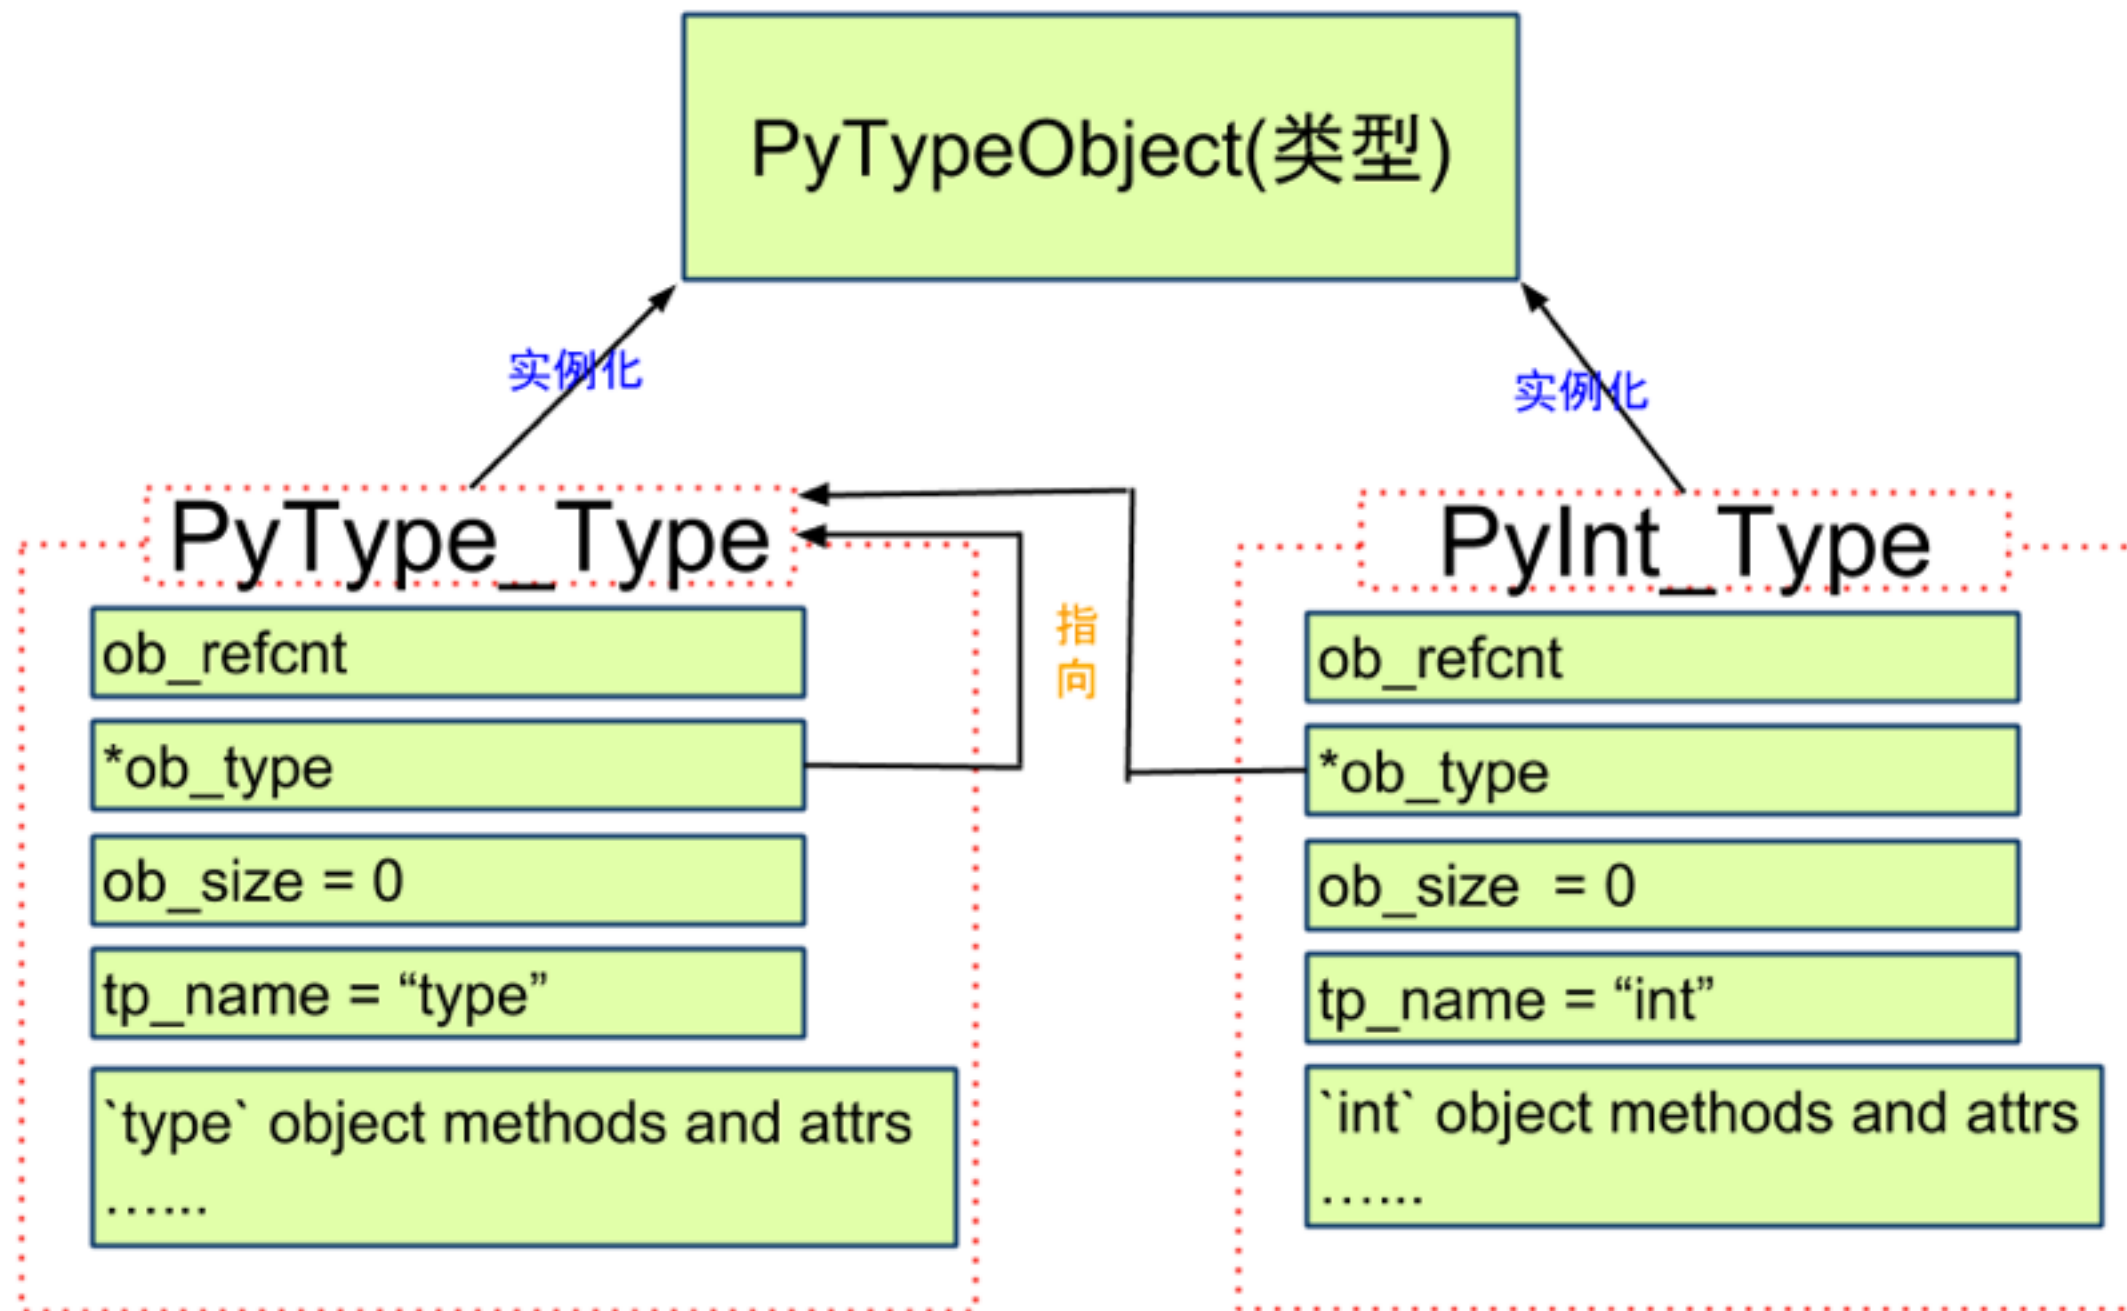 PyTypeObject(类型)
实例化
实例化
PyType_Type
PyInt_Type
指
向
ob_refcnt
*ob_type
ob_size = 0
tp_name = “type”
`type` object methods and attrs
…...
ob_refcnt
*ob_type
ob_size  = 0
tp_name = “int”
`int` object methods and attrs
…...